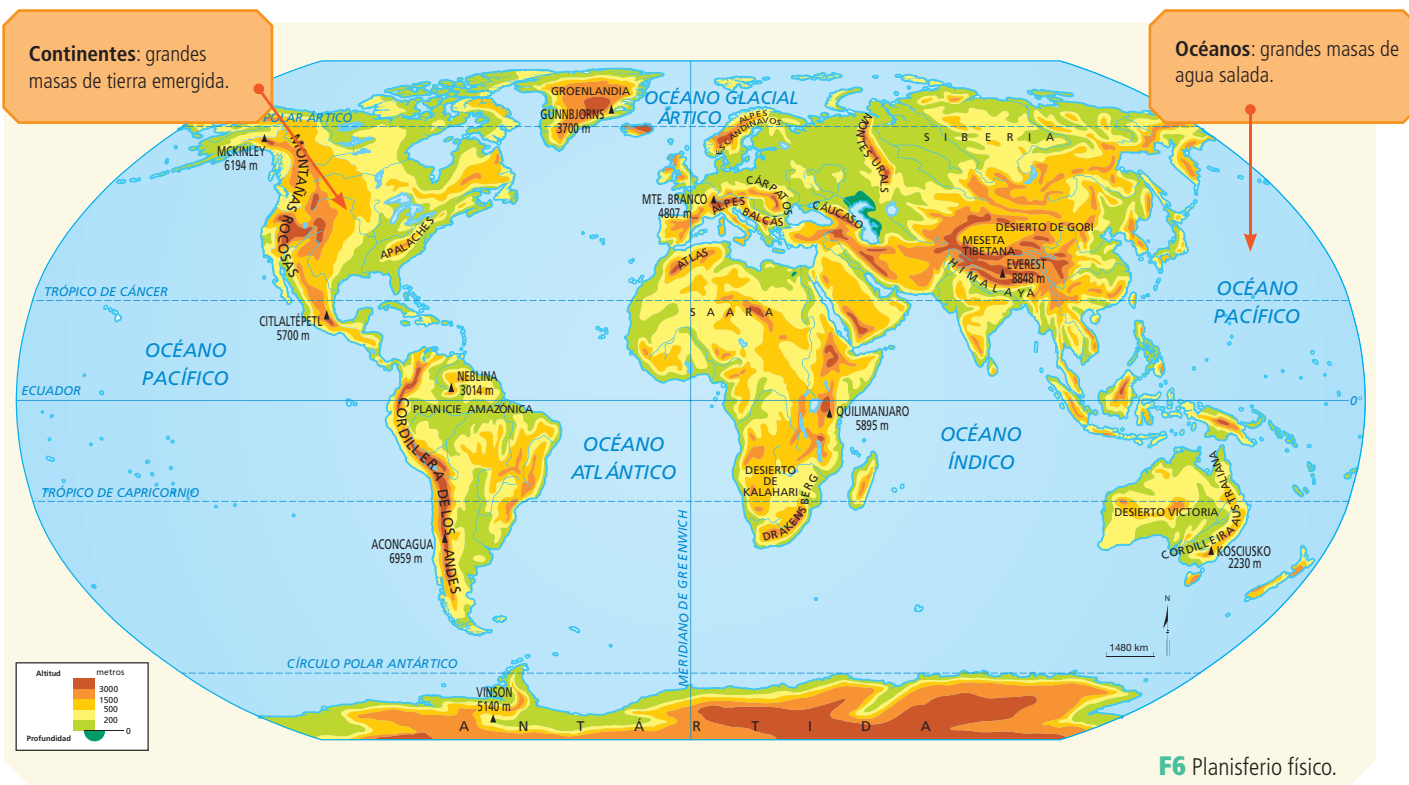 Continentes: grandes
masas de tierra emergida.
Océanos: grandes masas de
agua salada.
GROENLANDIA
GUNNBJORNS
3700 m
OCÉANO GLACIAL
ÁRTICO
POLAR ÁRTICO
MCKINLEY
6194 m
MONTAÑAS ROCOSAS
APALACHES
ALPES
ESCANDINAVOS
MONTES URALS
SIBERIA
MTE. BRANCO
4807 m
ALPES
CÁRPATOS
BALCÁS
CÁUCASO
DESIERTO DE GOBI
MESETA
TIBETANA
EVEREST
8848 m
HIMALAYA
ATLAS
SAARA
TRÓPICO DE CÁNCER
CITLALTÉPETL
5700 m
OCÉANO
PACÍFICO
OCÉANO
PACÍFICO
NEBLINA
3014 m
ECUADOR
0°
PLANICIE AMAZÓNICA
CORDILLERA DE LOS ANDES
OCÉANO
ATLÁNTICO
QUILIMANJARO
5895 m
OCÉANO
ÍNDICO
DESIERTO
DE
KALAHARI
DRAKENSBERG
TRÓPICO DE CAPRICORNIO
DESIERTO VICTORIA
CORDILLEIRA AUSTRALIANA
KOSCIUSKO
2230 m
ACONCAGUA
6959 m
MERIDIANO DE GREENWICH
N
1480 km
CÍRCULO POLAR ANTÁRTICO
VINSON
5140 m
ANTÁRTIDA
Altitud
metros
3000
1500
500
200
0
Profundidad
F6 Planisferio físico.